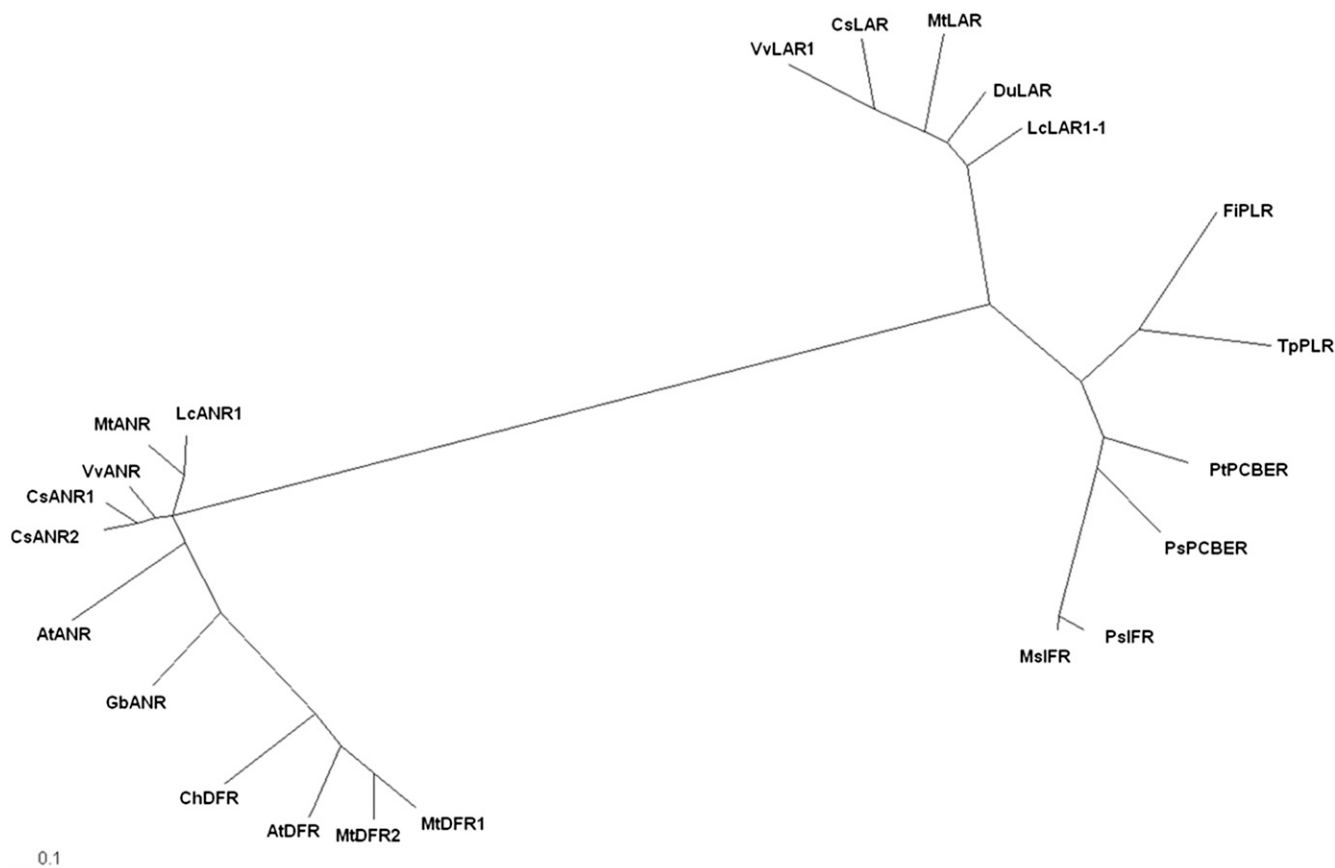 CsLAR
MtLAR
VvLAR1
DuLAR
LcLAR1-1
FiPLR
TpPLR
LcANR1
MtANR
VvANR
PtPCBER
CsANR1
CsANR2
PsPCBER
AtANR
PsIFR
MsIFR
GbANR
ChDFR
MtDFR1
AtDFR
MtDFR2
0.1